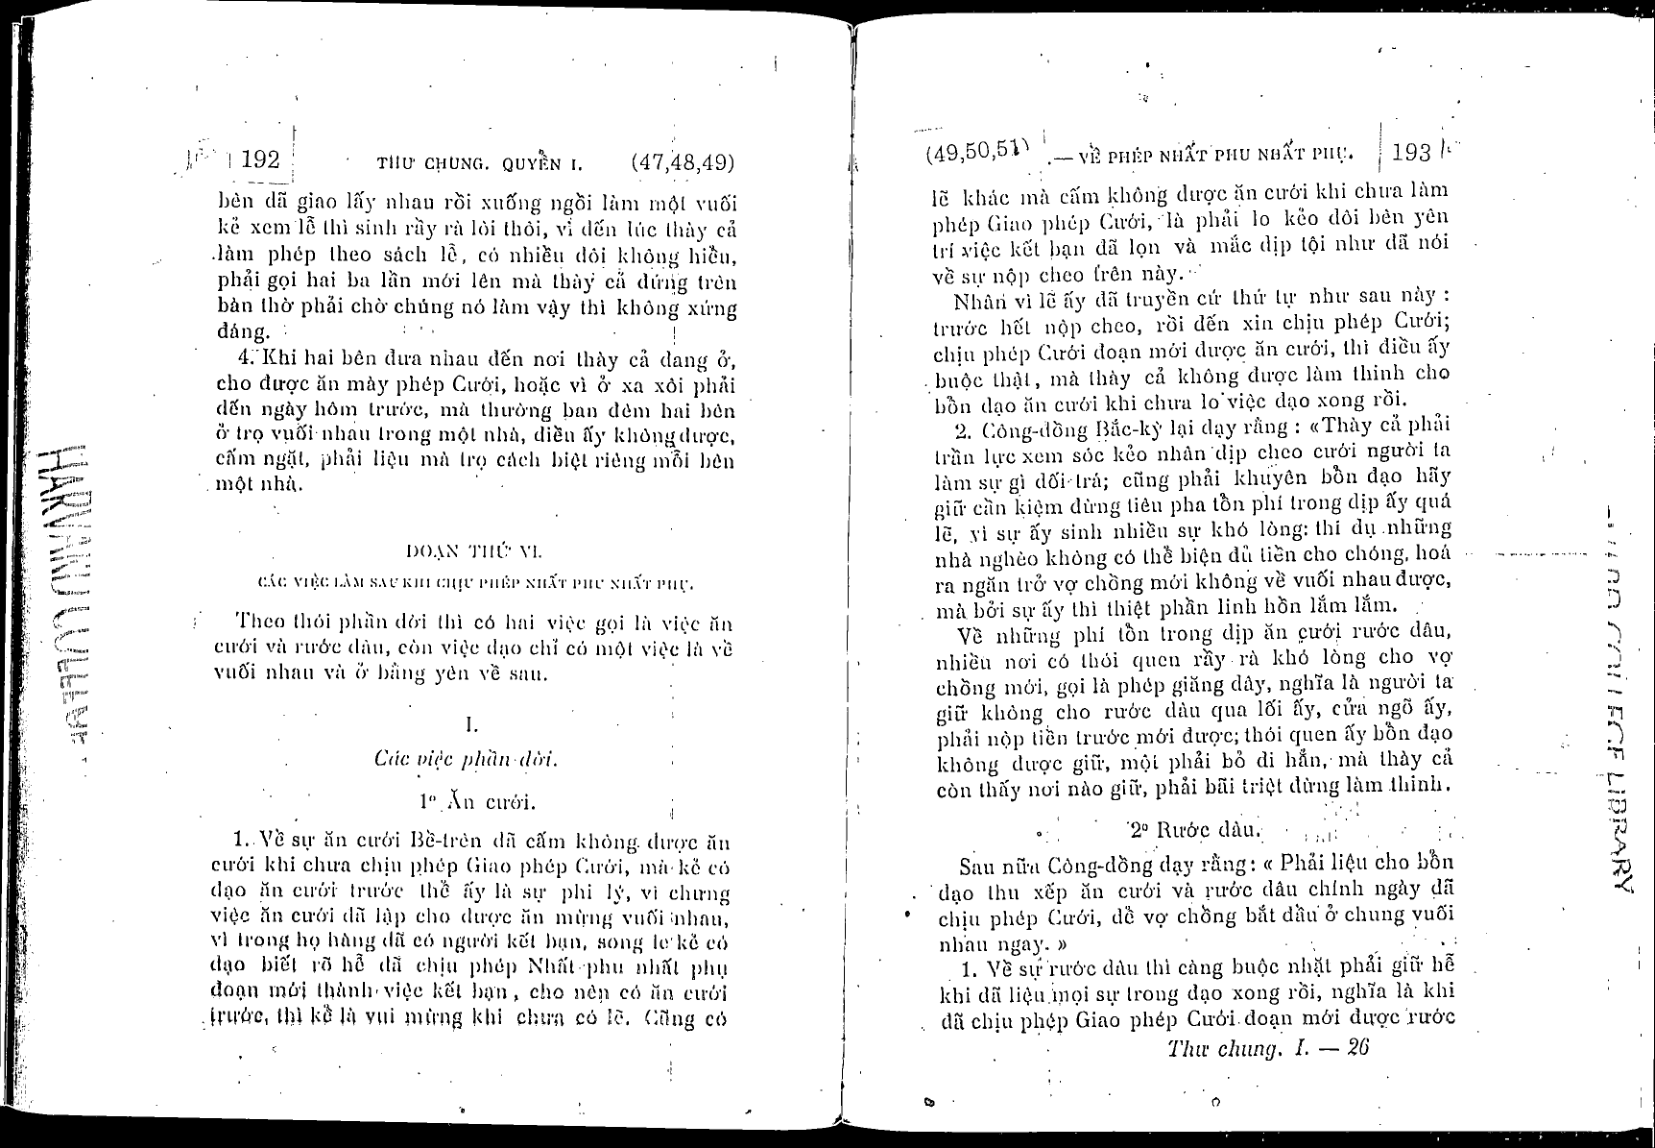 192 THƯ CHUNG. QUYỂN I. (47,48,49)
bên đã giao lấy nhau rồi xuống ngồi làm một vuối
kẻ xem lễ thì sinh rầy rà lôi thôi, vì đến lúc thày cả
làm phép theo sách lễ, có nhiều đôi không hiểu,
phải gọi hai ba lần mới lên mà thày cả đứng trên
bàn thờ phải chờ chúng nó làm vậy thì không xứng
đáng.
4. Khi hai bên đưa nhau đến nơi thày cả đang ở,
cho được ăn mày phép Cưới, hoặc vì ở xa xôi phải
đến ngày hôm trước, mà thường ban đêm hai bên
ở trọ vuối nhau trong một nhà, điều ấy không được,
cấm ngặt, phải liệu mà trọ cách biệt riêng mỗi bên
một nhà.
ĐOẠN THỨ VI.
CÁC VIỆC LÀM SAU KHI CHỊU PHÉP NHẤT PHU NHẤT PHỤ.
Theo thói phần đời thì có hai việc gọi là việc ăn
cưới và rước dâu, còn việc đạo chỉ có một việc là về
vuối nhau và ở bằng yên về sau.
I.
Các việc phần đời.
1º Ăn cưới.
1. Về sự ăn cưới Bề-trên đã cấm không được ăn
cưới khi chưa chịu phép Giao phép Cưới, mà kẻ có
đạo ăn cưới trước thể ấy là sự phi lý, vì chưng
việc ăn cưới đã lập cho được ăn mừng vuối nhau,
vì trong họ hàng đã có người kết bạn, song le kẻ có
đạo biết rõ hễ đã chịu phép Nhất phu nhất phụ
đoạn mới thành việc kết bạn, cho nên có ăn cưới
trước, thì kể là vui mừng khi chưa có lẽ. Cũng có
(49,50,51) .— VỀ PHÉP NHẤT PHU NHẤT PHỤ. 193
lẽ khác mà cấm không được ăn cưới khi chưa làm
phép Giao phép Cưới, là phải lo kẻo đôi bên yên
trí việc kết bạn đã lọn và mắc dịp tội như đã nói
về sự nộp cheo trên này.
Nhân vì lẽ ấy đã truyền cứ thứ tự như sau này :
trước hết nộp cheo, rồi đến xin chịu phép Cưới;
chịu phép Cưới đoạn mới được ăn cưới, thì điều ấy
buộc thật, mà thày cả không được làm thinh cho
bổn đạo ăn cưới khi chưa lo việc đạo xong rồi.
2. Công-đồng Bắc-kỳ lại dạy rằng : «Thày cả phải
trần lực xem sóc kẻo nhân dịp cheo cưới người ta
làm sự gì dối trá; cũng phải khuyên bổn đạo hãy
giữ cần kiệm đừng tiêu pha tổn phí trong dịp ấy quá
lẽ, vì sự ấy sinh nhiều sự khó lòng: thí dụ những
nhà nghèo không có thể biện đủ tiền cho chóng, hoá
ra ngăn trở vợ chồng mới không về vuối nhau được,
mà bởi sự ấy thì thiệt phần linh hồn lắm lắm.
Về những phí tổn trong dịp ăn cưới rước dâu,
nhiều nơi có thói quen rầy rà khó lòng cho vợ
chồng mới, gọi là phép giăng dây, nghĩa là người ta
giữ không cho rước dâu qua lối ấy, cửa ngõ ấy,
phải nộp tiền trước mới được; thói quen ấy bổn đạo
không được giữ, một phải bỏ đi hẳn, mà thày cả
còn thấy nơi nào giữ, phải bãi triệt đừng làm thinh.
2º Rước dâu.
Sau nữa Công-đồng dạy rằng : « Phải liệu cho bổn
đạo thu xếp ăn cưới và rước dâu chính ngày đã
chịu phép Cưới, để vợ chồng bắt đầu ở chung vuối
nhau ngay. »
1. Về sự rước dâu thì càng buộc nhặt phải giữ hễ
khi đã liệu mọi sự trong đạo xong rồi, nghĩa là khi
đã chịu phép Giao phép Cưới đoạn mới được rước
Thư chung. I. — 26
HARVARD COLLEGE
COLLEGE LIBRARY